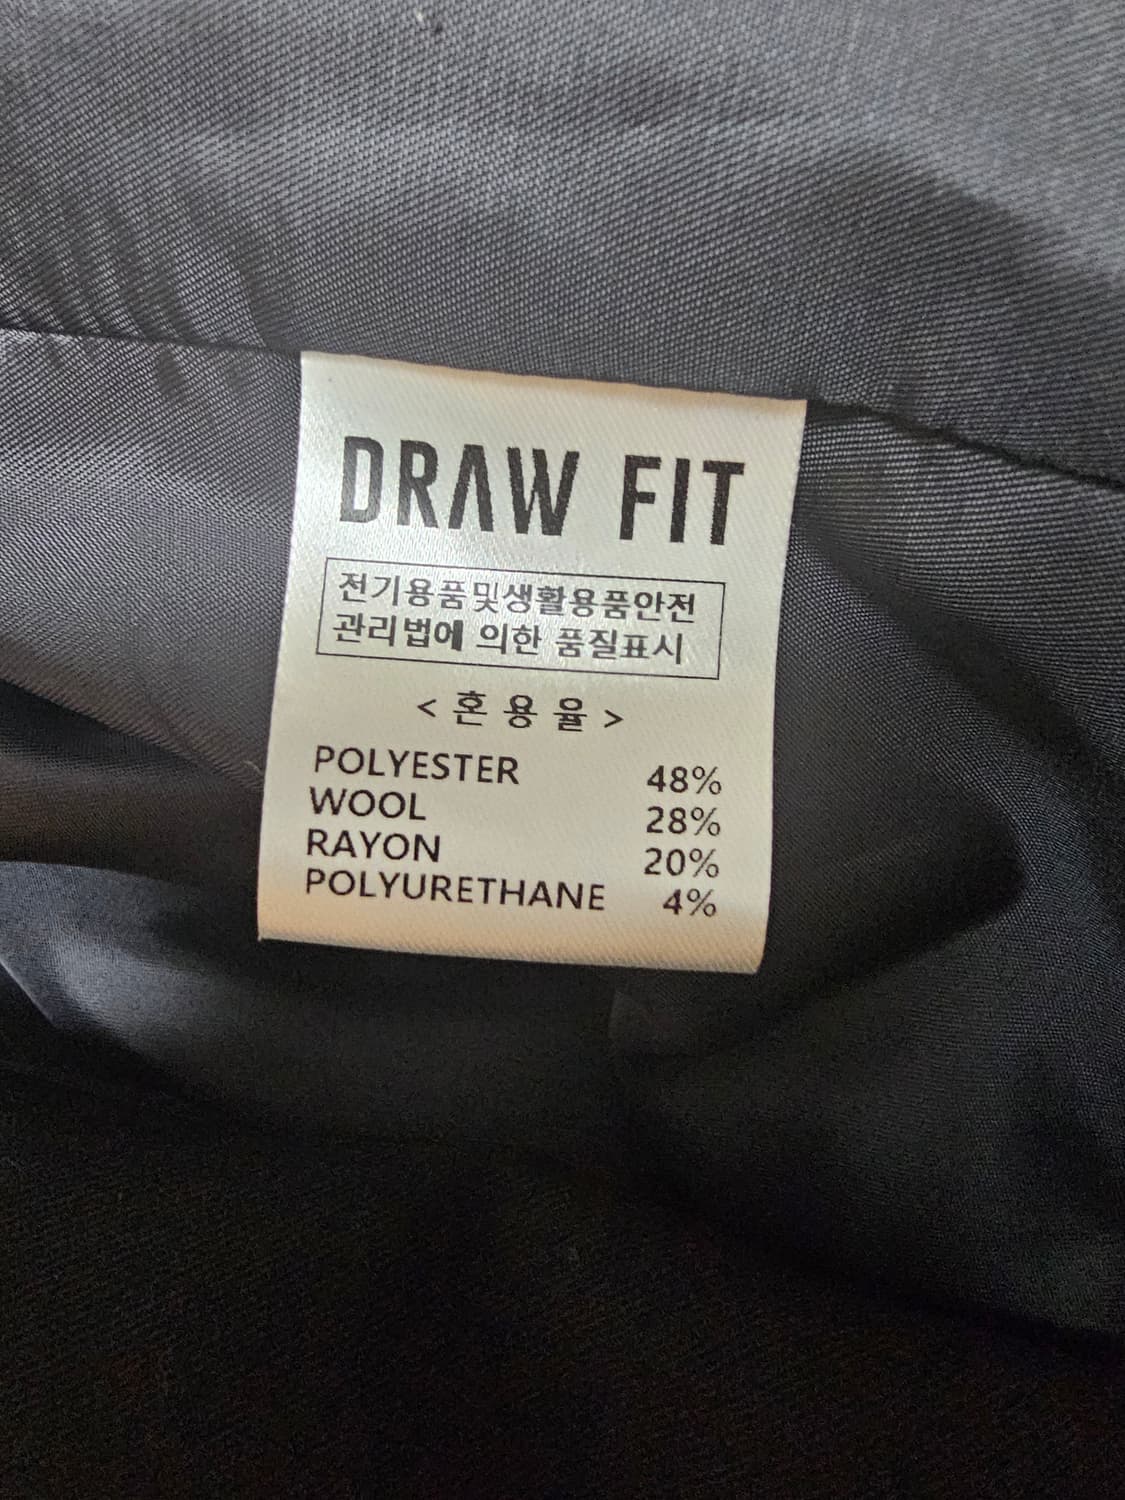 DRAW FIT
전기용품및생활용품안전
관리법에 의한 품질표시
< 혼 용 율 >
POLYESTER 48%
WOOL 28%
RAYON 20%
POLYURETHANE 4%